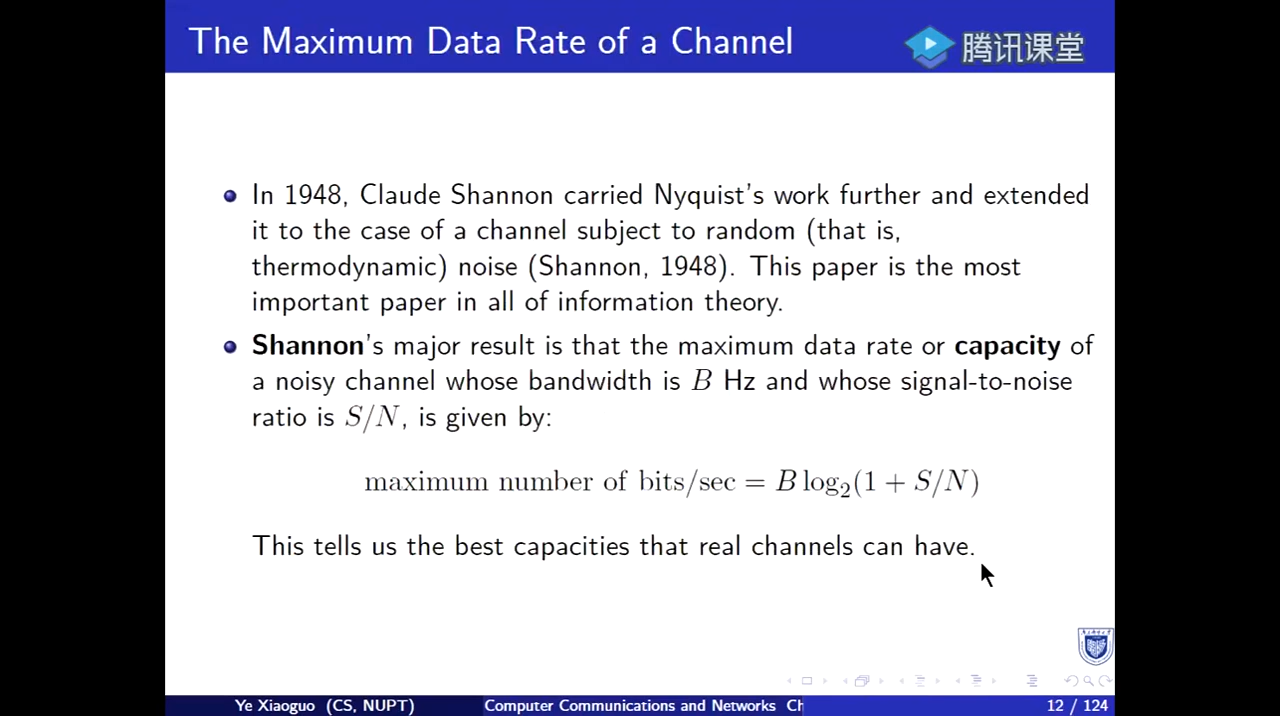 The Maximum Data Rate of a Channel
腾讯课堂
In 1948, Claude Shannon carried Nyquist's work further and extended
it to the case of a channel subject to random (that is,
thermodynamic) noise (Shannon, 1948). This paper is the most
important paper in all of information theory.
Shannon's major result is that the maximum data rate or capacity of
a noisy channel whose bandwidth is B Hz and whose signal-to-noise
ratio is S/N, is given by:
maximum number of bits/sec = B log₂(1 + S/N)
This tells us the best capacities that real channels can have.
Ye Xiaoguo (CS, NUPT)
Computer Communications and Networks Ch
12 / 124